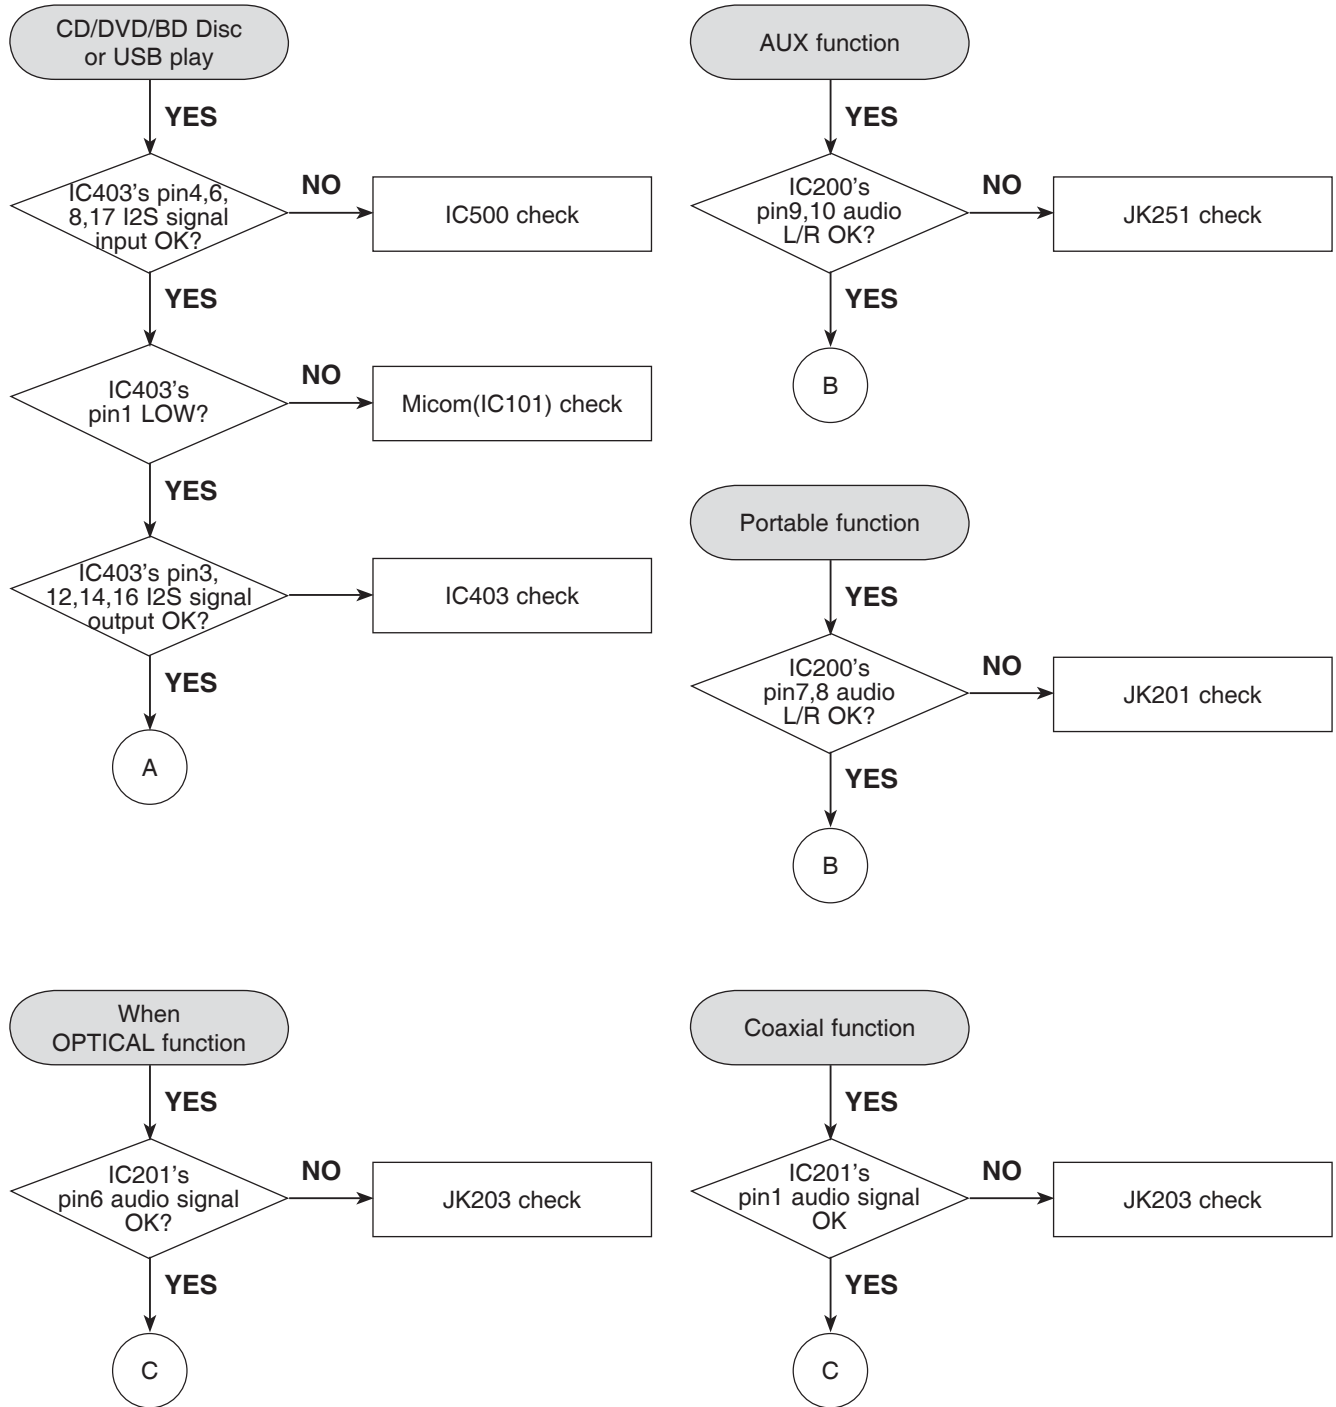 CD/DVD/BD Disc
or USB play
YES
IC403's pin4,6,
8,17 I2S signal
input OK?
NO
IC500 check
YES
IC403's
pin1 LOW?
NO
Micom(IC101) check
YES
IC403's pin3,
12,14,16 I2S signal
output OK?
IC403 check
YES
A
AUX function
YES
IC200's
pin9,10 audio
L/R OK?
NO
JK251 check
YES
B
Portable function
YES
IC200's
pin7,8 audio
L/R OK?
NO
JK201 check
YES
B
When
OPTICAL function
YES
IC201's
pin6 audio signal
OK?
NO
JK203 check
YES
C
Coaxial function
YES
IC201's
pin1 audio signal
OK
NO
JK203 check
YES
C